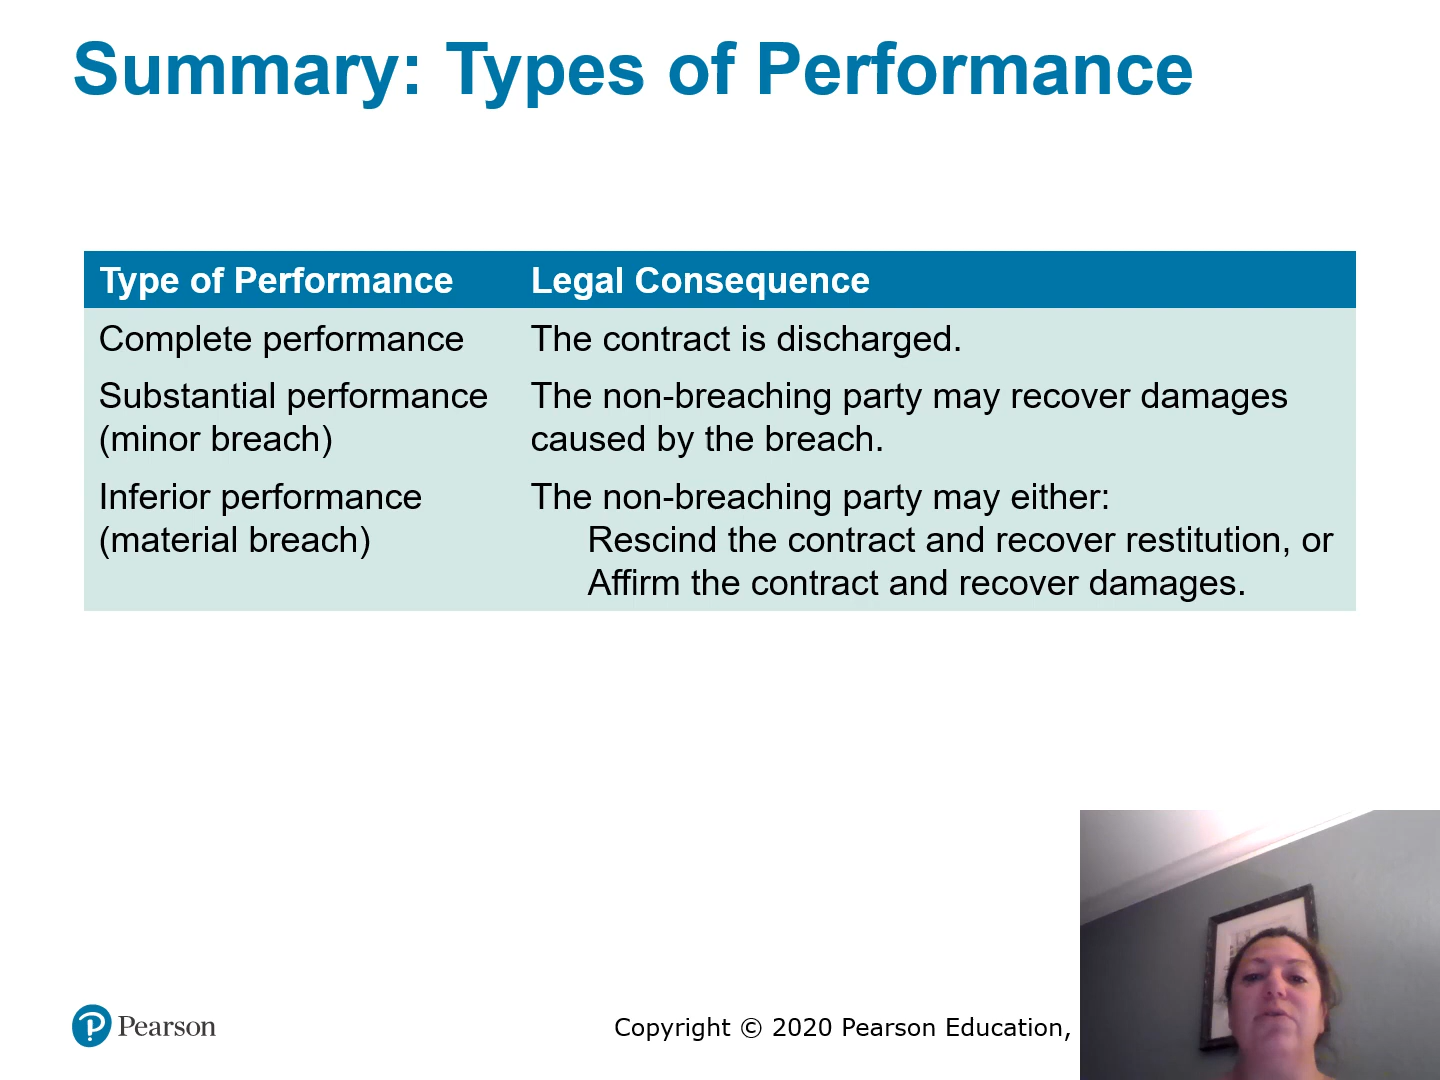 Summary: Types of Performance
Type of Performance Legal Consequence
Complete performance The contract is discharged.
Substantial performance The non-breaching party may recover damages
(minor breach) caused by the breach.
Inferior performance The non-breaching party may either:
(material breach) Rescind the contract and recover restitution, or
Affirm the contract and recover damages.
Pearson Copyright © 2020 Pearson Education,